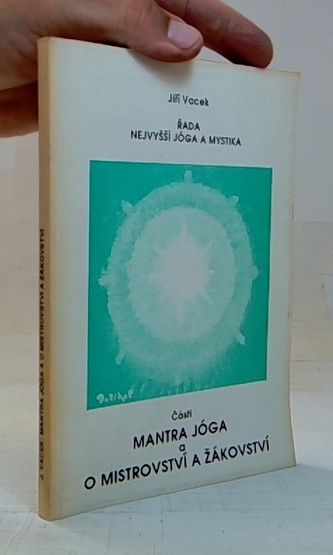 Jiří Vacek
ŘADA
NEJVYŠŠÍ JÓGA A MYSTIKA
Části
MANTRA JÓGA
a
O MISTROVSTVÍ A ŽÁKOVSTVÍ
J. VACEK MANTRA JÓGA A O MISTROVSTVÍ A ŽÁKOVSTVÍ